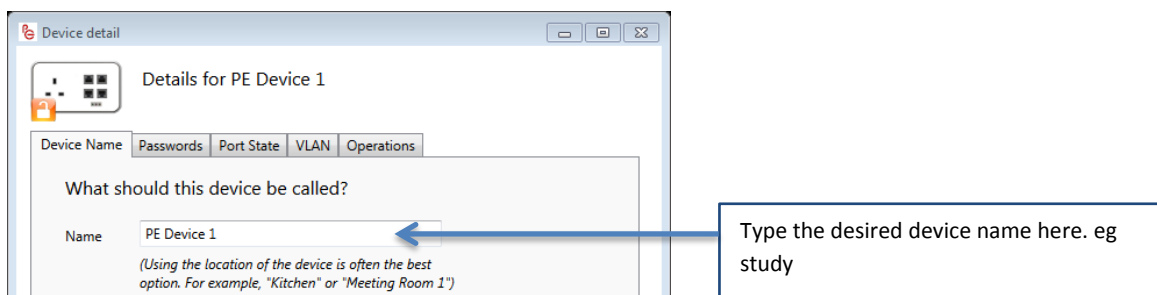 Device detail
Details for PE Device 1
Device Name Passwords Port State VLAN Operations
What should this device be called?
Name PE Device 1
(Using the location of the device is often the best
option. For example, "Kitchen" or "Meeting Room 1")
Type the desired device name here. eg
study